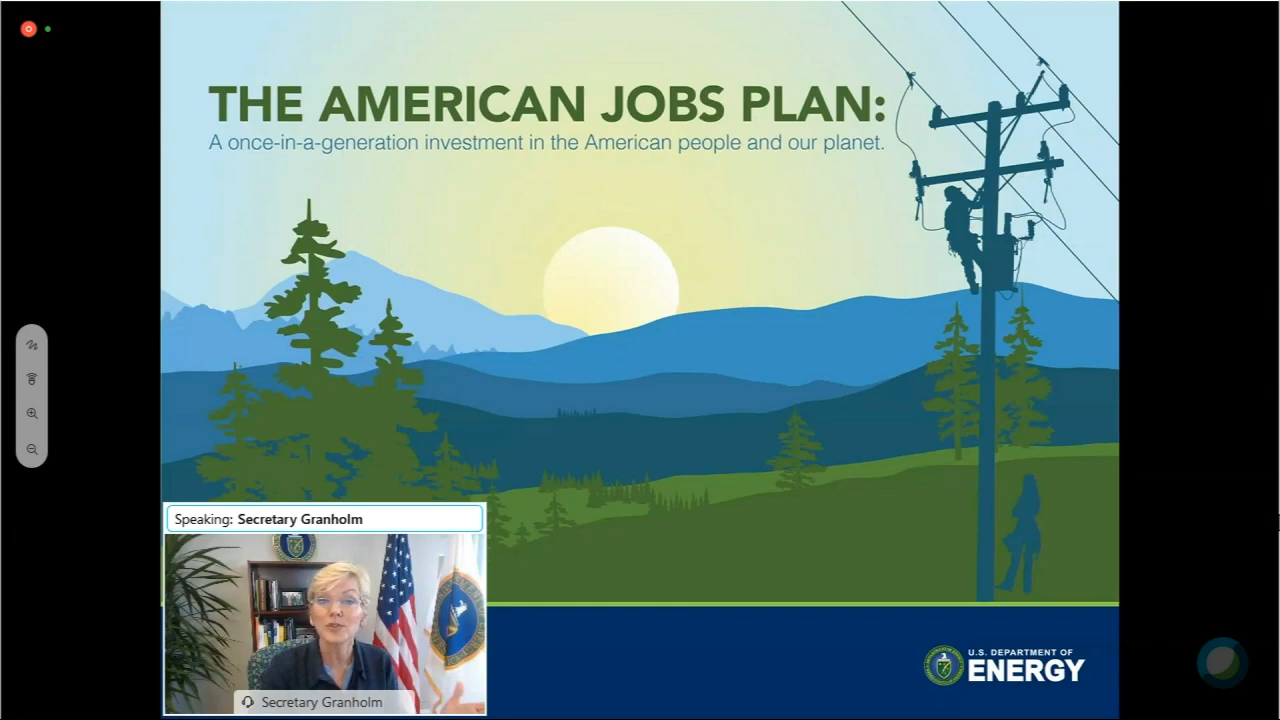 THE AMERICAN JOBS PLAN:
A once-in-a-generation investment in the American people and our planet.
Speaking: Secretary Granholm
Secretary Granholm
U.S. DEPARTMENT OF
ENERGY